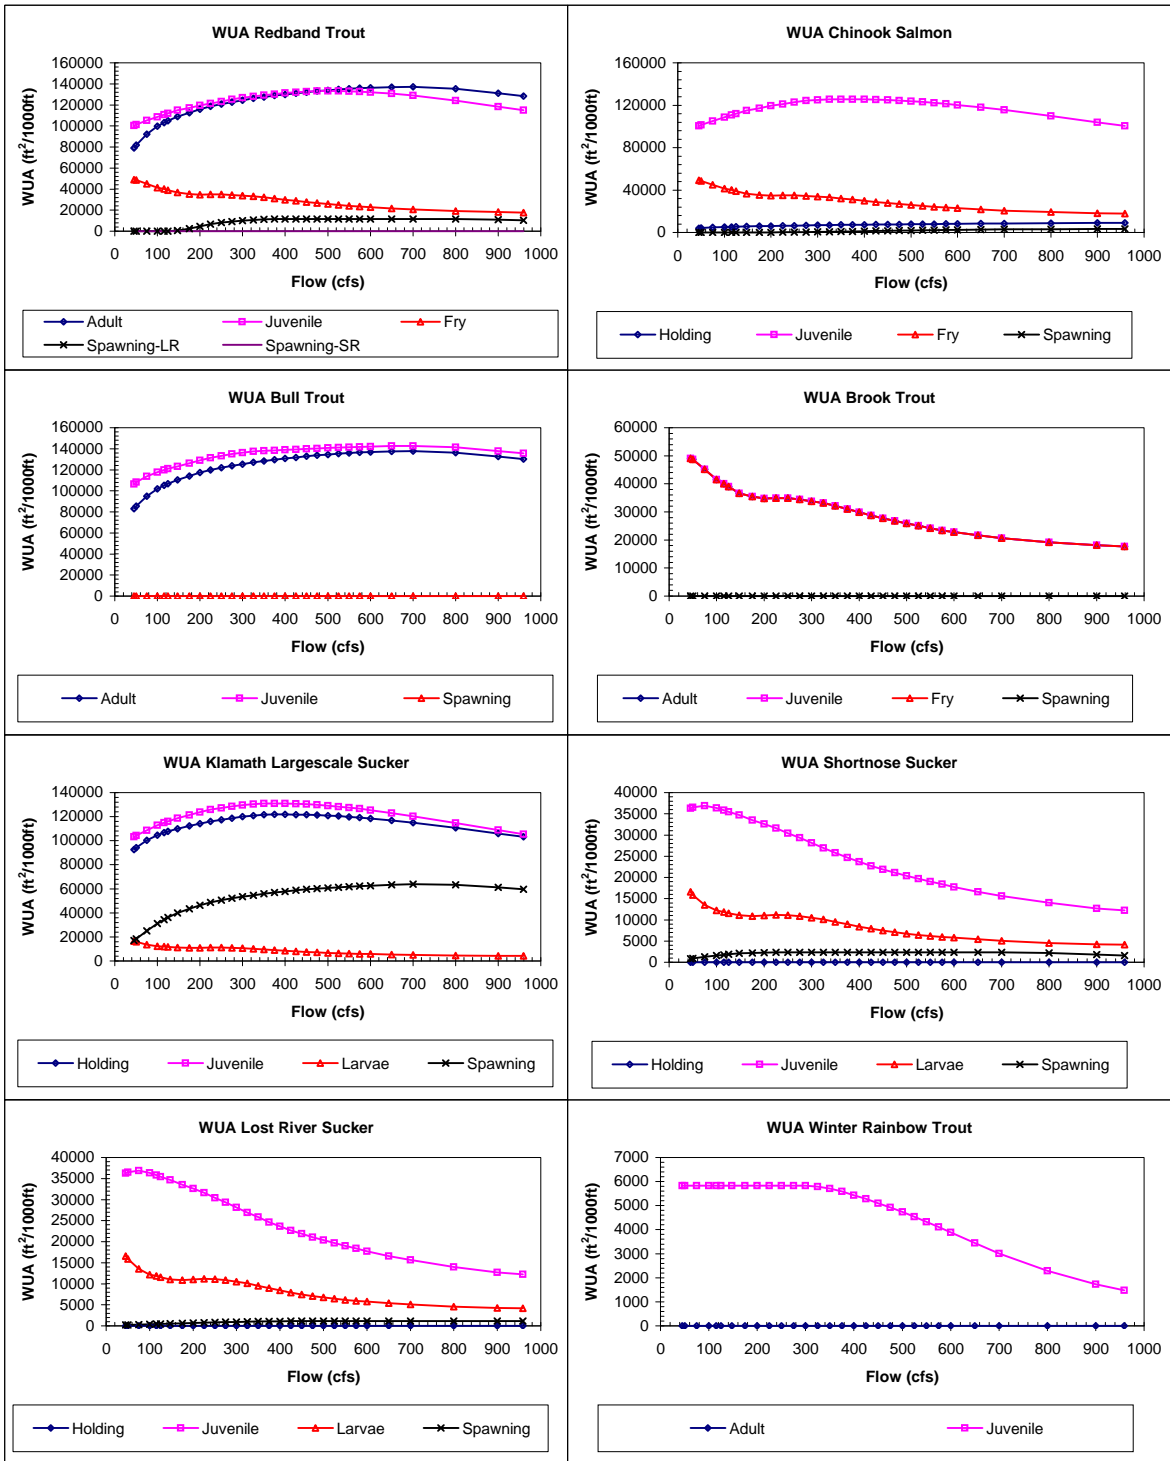 WUA Redband Trout
WUA (ft²/1000ft)
160000
140000
120000
100000
80000
60000
40000
20000
0
0 100 200 300 400 500 600 700 800 900 1000
Flow (cfs)
Adult Juvenile Fry
Spawning-LR Spawning-SR
WUA Chinook Salmon
WUA (ft²/1000ft)
160000
120000
80000
40000
0
0 100 200 300 400 500 600 700 800 900 1000
Flow (cfs)
Holding Juvenile Fry Spawning
WUA Bull Trout
WUA (ft²/1000ft)
160000
140000
120000
100000
80000
60000
40000
20000
0
0 100 200 300 400 500 600 700 800 900 1000
Flow (cfs)
Adult Juvenile Spawning
WUA Brook Trout
WUA (ft²/1000ft)
60000
50000
40000
30000
20000
10000
0
0 100 200 300 400 500 600 700 800 900 1000
Flow (cfs)
Adult Juvenile Fry Spawning
WUA Klamath Largescale Sucker
WUA (ft²/1000ft)
140000
120000
100000
80000
60000
40000
20000
0
0 100 200 300 400 500 600 700 800 900 1000
Flow (cfs)
Holding Juvenile Larvae Spawning
WUA Shortnose Sucker
WUA (ft²/1000ft)
40000
35000
30000
25000
20000
15000
10000
5000
0
0 100 200 300 400 500 600 700 800 900 1000
Flow (cfs)
Holding Juvenile Larvae Spawning
WUA Lost River Sucker
WUA (ft²/1000ft)
40000
35000
30000
25000
20000
15000
10000
5000
0
0 100 200 300 400 500 600 700 800 900 1000
Flow (cfs)
Holding Juvenile Larvae Spawning
WUA Winter Rainbow Trout
WUA (ft²/1000ft)
7000
6000
5000
4000
3000
2000
1000
0
0 100 200 300 400 500 600 700 800 900 1000
Flow (cfs)
Adult Juvenile